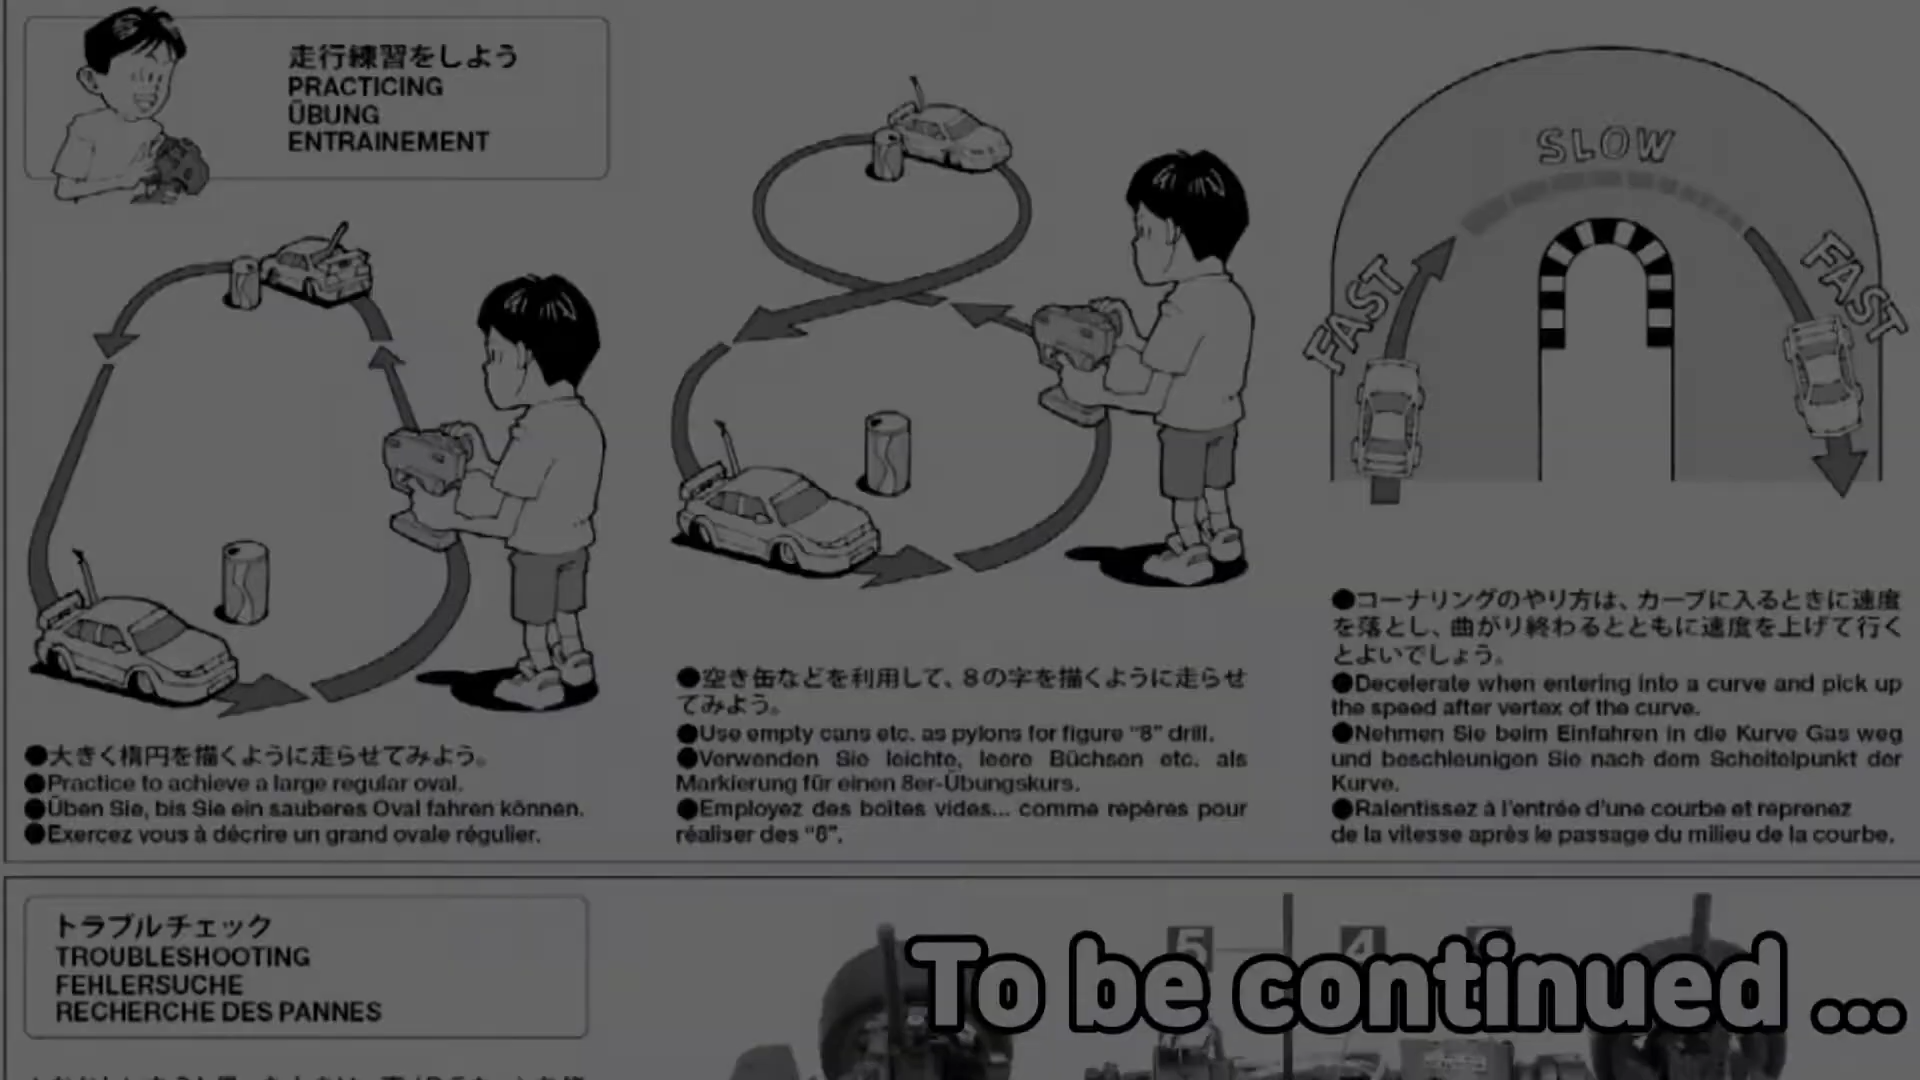 走行練習をしよう
PRACTICING
ÜBUNG
ENTRAINEMENT
●大きく楕円を描くように走らせてみよう。
●Practice to achieve a large regular oval.
●Üben Sie, bis Sie ein sauberes Oval fahren können.
●Exercez vous à décrire un grand ovale régulier.
●空き缶などを利用して、8の字を描くように走らせ
てみよう。
●Use empty cans etc. as pylons for figure “8” drill.
●Verwenden Sie leichte, leere Büchsen etc. als
Markierung für einen 8er-Übungskurs.
●Employez des boîtes vides... comme repères pour
réaliser des “8”.
SLOW
FAST
FAST
●コーナリングのやり方は、カーブに入るときに速度
を落とし、曲がり終わるとともに速度を上げて行く
とよいでしょう。
●Decelerate when entering into a curve and pick up
the speed after vertex of the curve.
●Nehmen Sie beim Einfahren in die Kurve Gas weg
und beschleunigen Sie nach dem Scheitelpunkt der
Kurve.
●Ralentissez à l'entrée d'une courbe et reprenez
de la vitesse après le passage du milieu de la courbe.
トラブルチェック
TROUBLESHOOTING
FEHLERSUCHE
RECHERCHE DES PANNES
5
4
To be continued ...